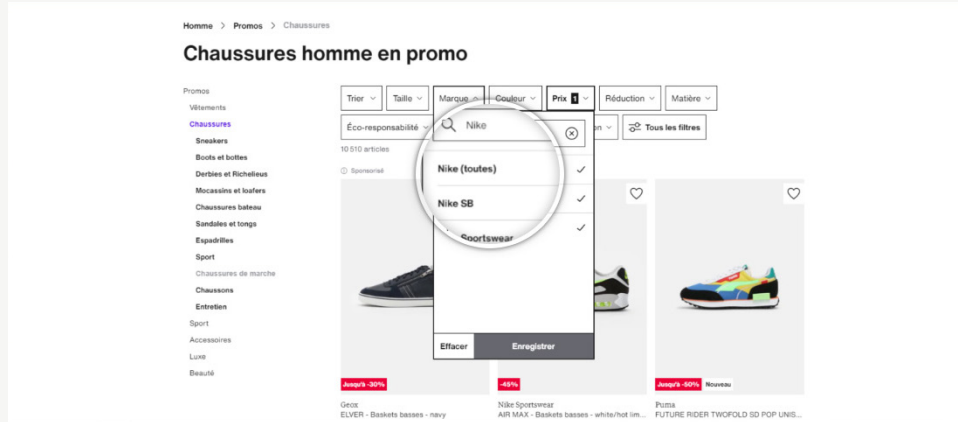 Homme > Promos > Chaussures
Chaussures homme en promo
Promos
Vêtements
Chaussures
Sneakers
Boots et bottes
Derbies et Richelieus
Mocassins et loafers
Chaussures bateau
Sandales et tongs
Espadrilles
Sport
Chaussures de marche
Chaussons
Entretien
Sport
Accessoires
Luxe
Beauté
Trier
Taille
Marque
Couleur
Prix 1
Réduction
Matière
Éco-responsabilité
Tous les filtres
10 510 articles
Sponsorisé
Nike
Nike (toutes)
Nike SB
Sportswear
Effacer
Enregistrer
Jusqu'à -30%
Geox
ELVER - Baskets basses - navy
-45%
Nike Sportswear
AIR MAX - Baskets basses - white/hot lim...
Jusqu'à -50%
Nouveau
Puma
FUTURE RIDER TWOFOLD SD POP UNIS...